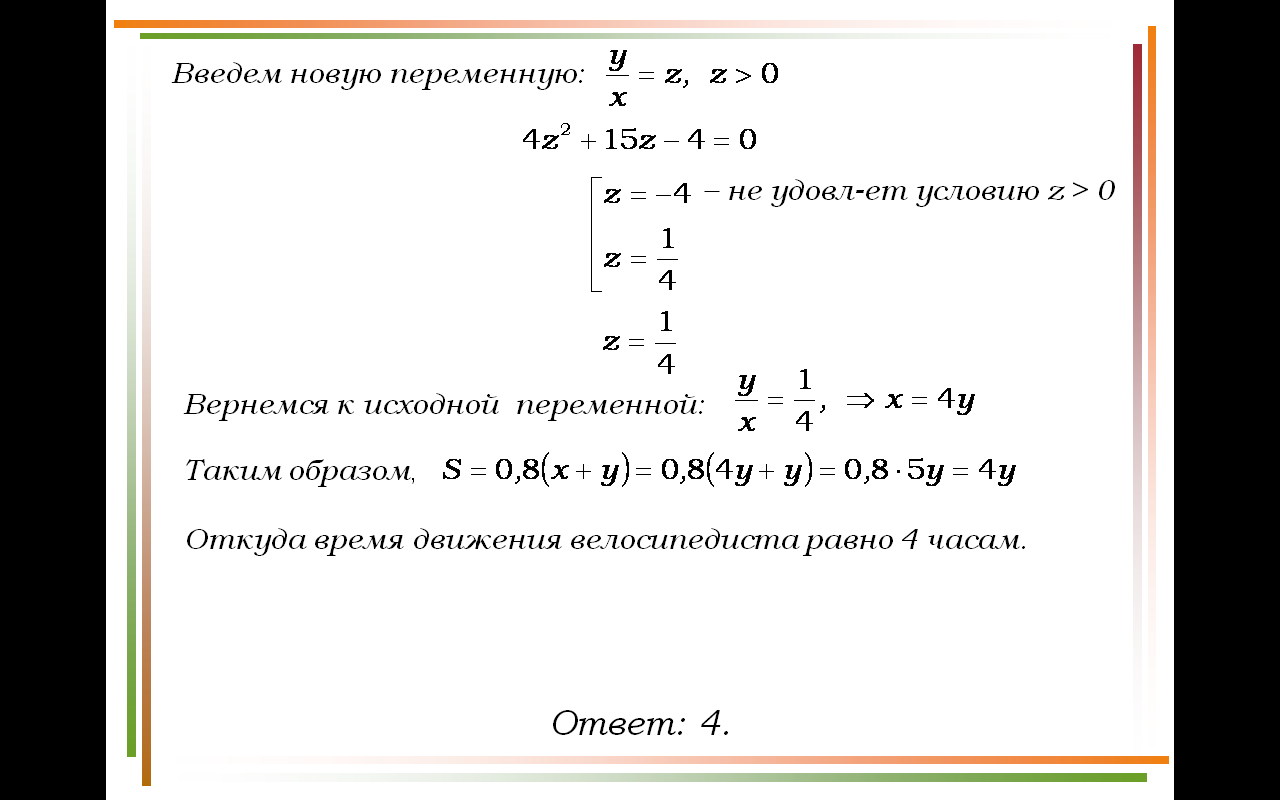 Введем новую переменную: y/x = z, z > 0
4z² + 15z − 4 = 0
[ z = −4 – не удовл-ет условию z > 0
z = 1/4
z = 1/4
Вернемся к исходной переменной: y/x = 1/4, ⇒ x = 4y
Таким образом, S = 0,8(x + y) = 0,8(4y + y) = 0,8 · 5y = 4y
Откуда время движения велосипедиста равно 4 часам.
Ответ: 4.